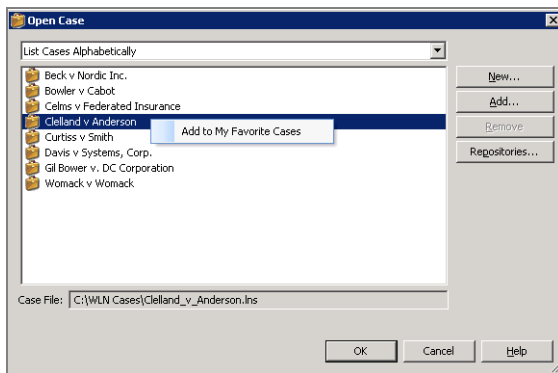 Open Case
List Cases Alphabetically
Beck v Nordic Inc.
Bowler v Cabot
Celms v Federated Insurance
Clelland v Anderson
Add to My Favorite Cases
Curtiss v Smith
Davis v Systems, Corp.
Gil Bower v. DC Corporation
Womack v Womack
New...
Add...
Remove
Repositories...
Case File: C:\WLN Cases\Clelland_v_Anderson.lns
OK Cancel Help